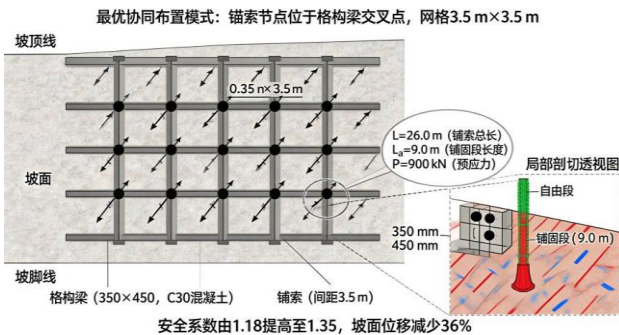 最优协同布置模式：锚索节点位于格构梁交叉点，网格3.5 m×3.5 m
坡顶线
0.35 n×3.5 m
L=26.0 m（铺索总长）
Lₐ=9.0 m（铺固段长度）
P=900 kN（预应力）
局部剖切透视图
自由段
坡面
350 mm
450 mm
铺固段（9.0 m）
坡脚线
格构梁（350×450，C30混凝土）
铺索（间距3.5 m）
安全系数由1.18提高至1.35，坡面位移减少36%